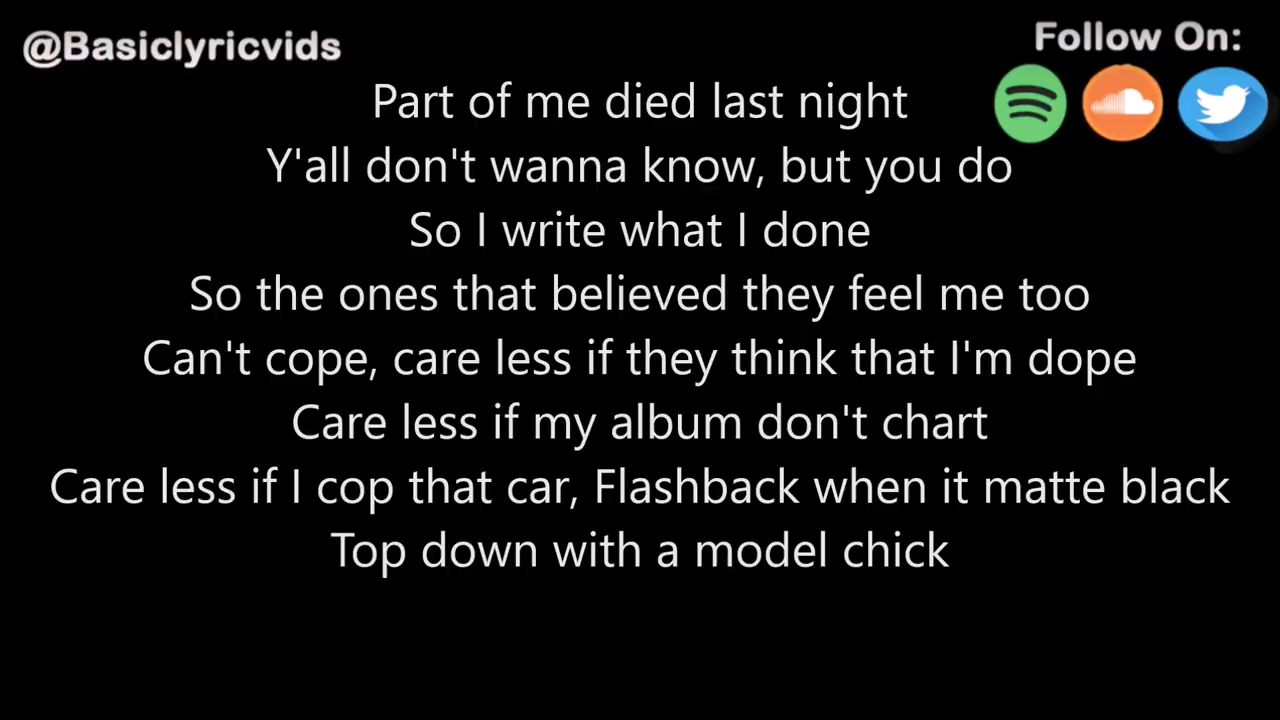 @Basiclyricvids
Follow On:
Part of me died last night
Y'all don't wanna know, but you do
So I write what I done
So the ones that believed they feel me too
Can't cope, care less if they think that I'm dope
Care less if my album don't chart
Care less if I cop that car, Flashback when it matte black
Top down with a model chick